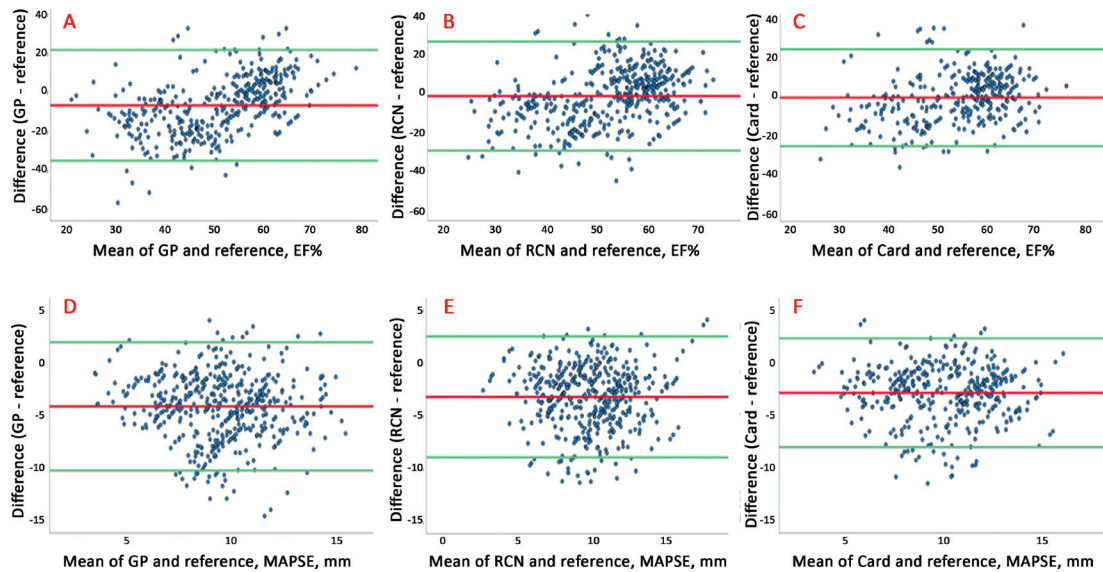 A
Difference (GP - reference)
40
20
0
-20
-40
-60
20 30 40 50 60 70 80
Mean of GP and reference, EF%
B
Difference (RCN - reference)
40
20
0
-20
-40
-60
20 30 40 50 60 70
Mean of RCN and reference, EF%
C
Difference (Card - reference)
40
20
0
-20
-40
-60
20 30 40 50 60 70 80
Mean of Card and reference, EF%
D
Difference (GP - reference)
5
0
-5
-10
-15
5 10 15
Mean of GP and reference, MAPSE, mm
E
Difference (RCN - reference)
5
0
-5
-10
-15
0 5 10 15
Mean of RCN and reference, MAPSE, mm
F
Difference (Card - reference)
5
0
-5
-10
-15
5 10 15
Mean of Card and reference, MAPSE, mm